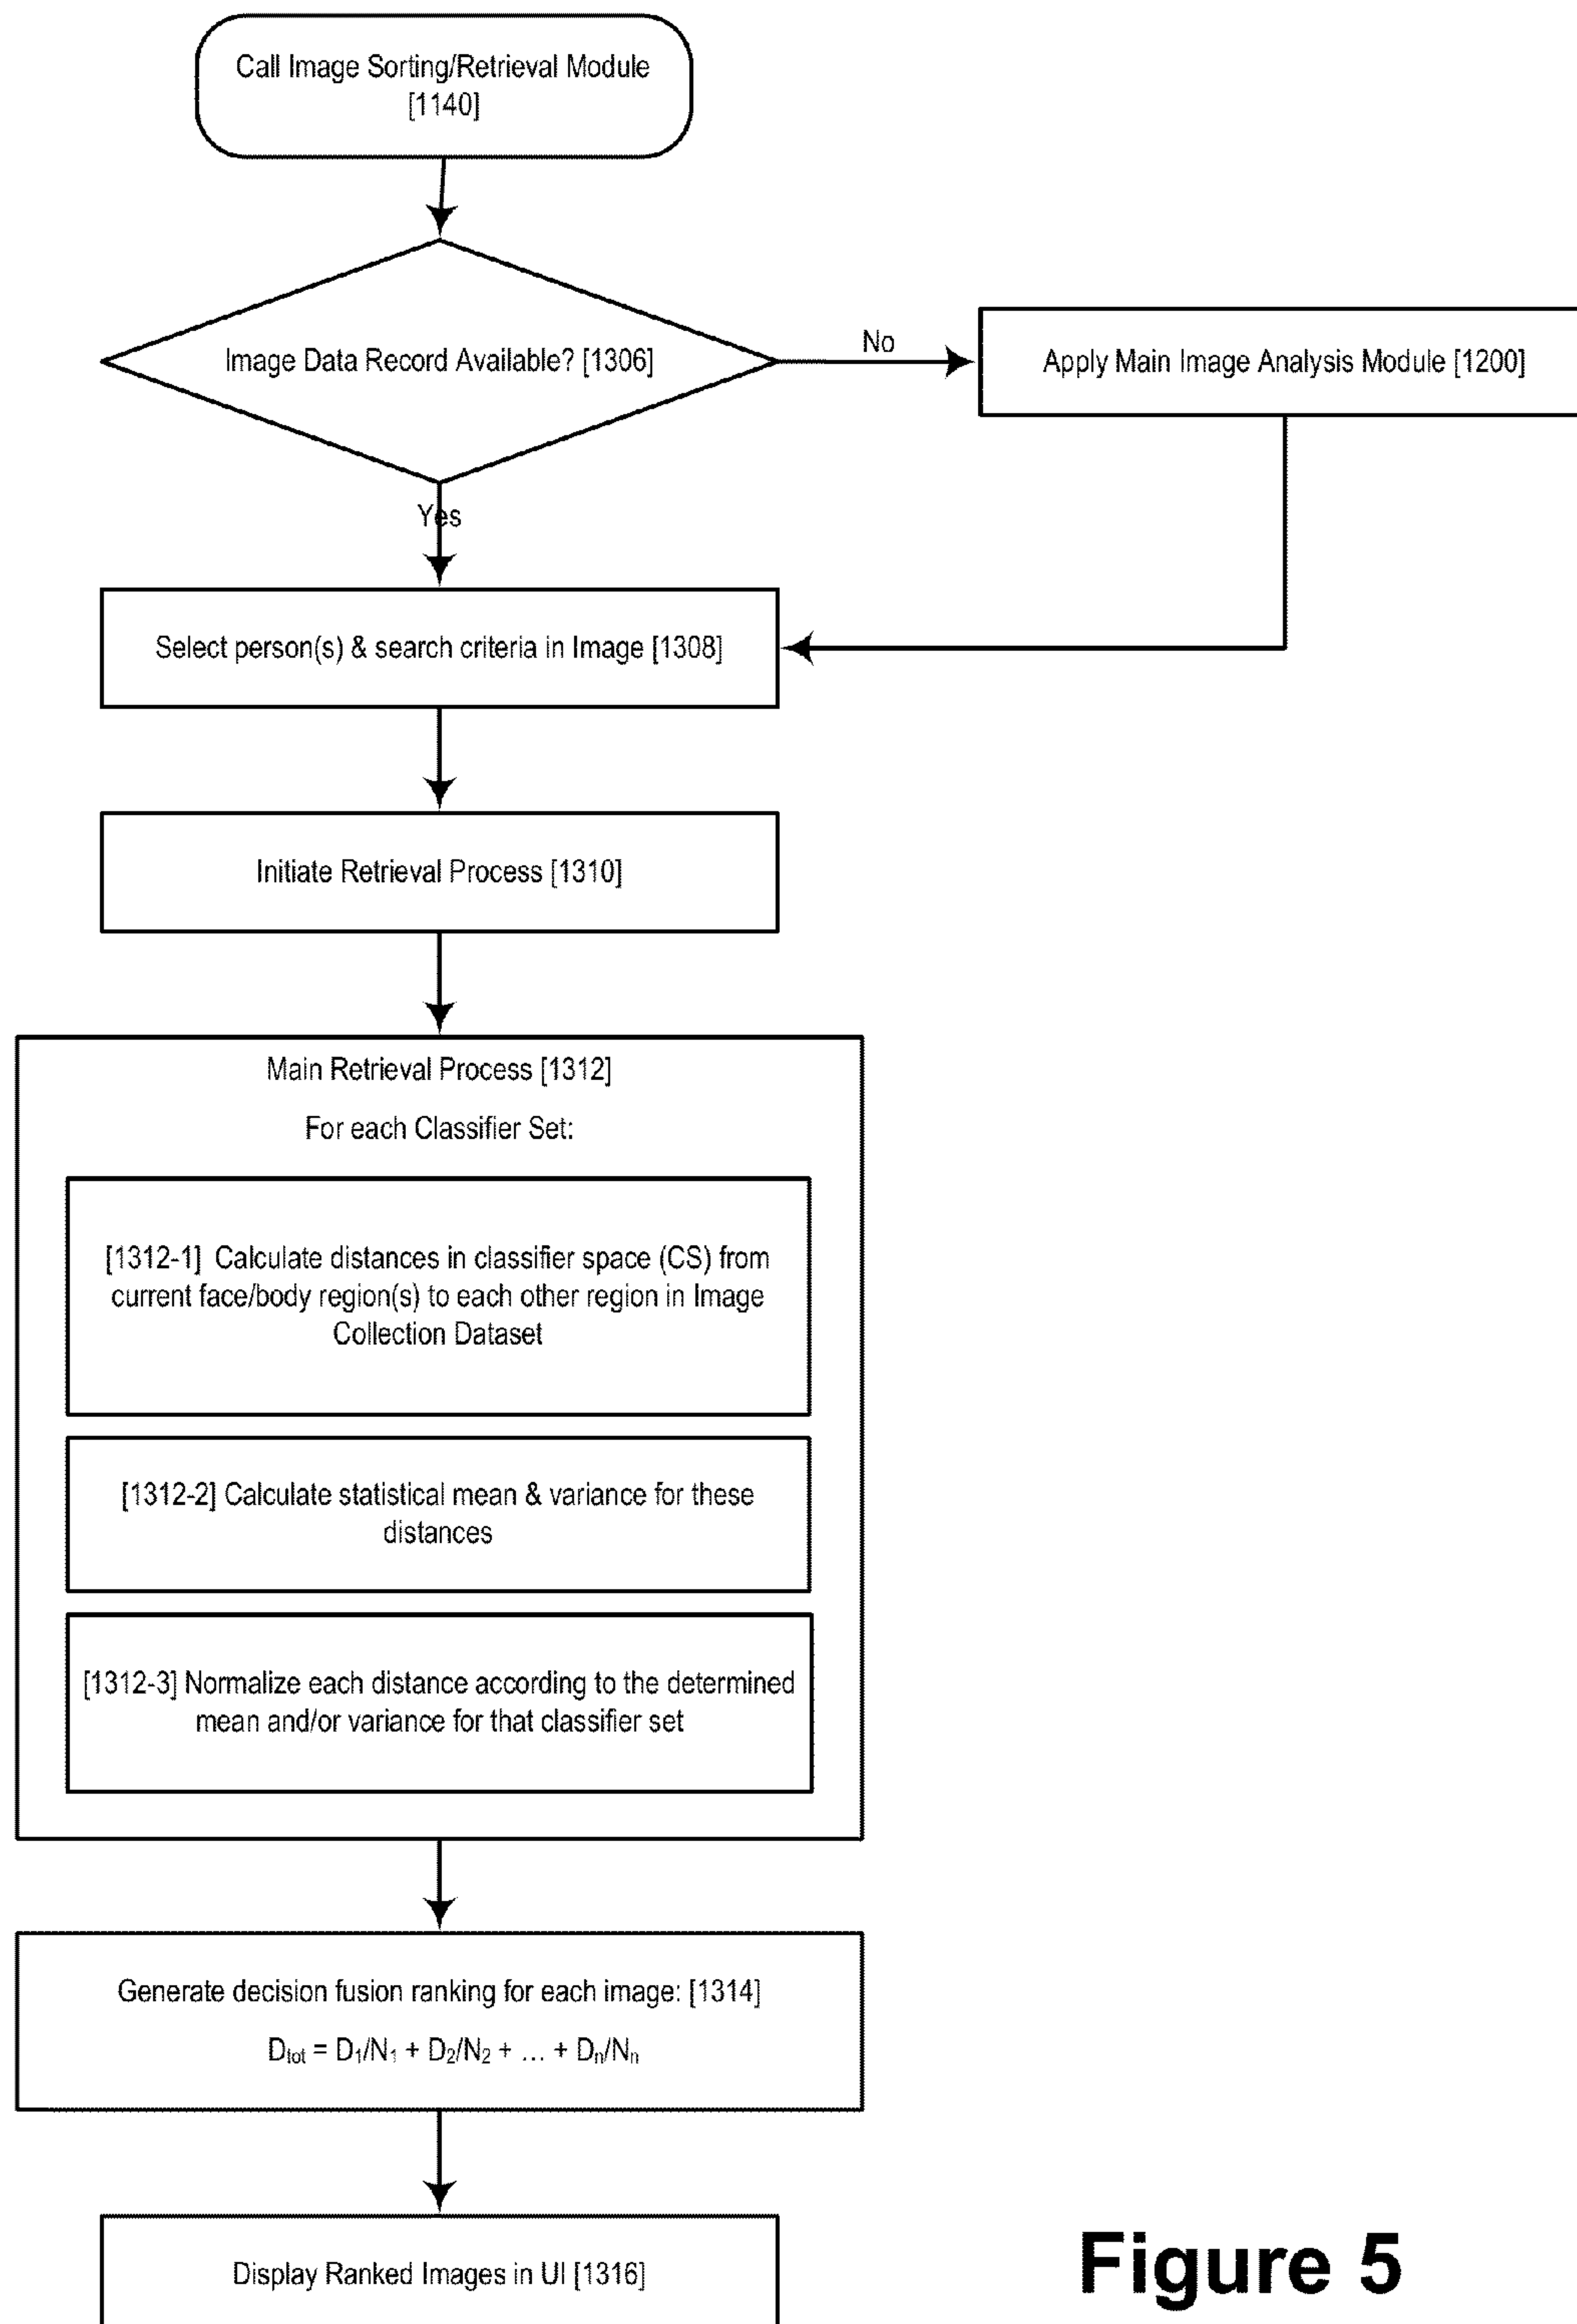 Call Image Sorting/Retrieval Module
[1140]
Image Data Record Available? [1306]
No
Apply Main Image Analysis Module [1200]
Yes
Select person(s) & search criteria in Image [1308]
Initiate Retrieval Process [1310]
Main Retrieval Process [1312]
For each Classifier Set:
[1312-1] Calculate distances in classifier space (CS) from
current face/body region(s) to each other region in Image
Collection Dataset
[1312-2] Calculate statistical mean & variance for these
distances
[1312-3] Normalize each distance according to the determined
mean and/or variance for that classifier set
Generate decision fusion ranking for each image: [1314]
D_tot = D₁/N₁ + D₂/N₂ + … + Dₙ/Nₙ
Display Ranked Images in UI [1316]
Figure 5